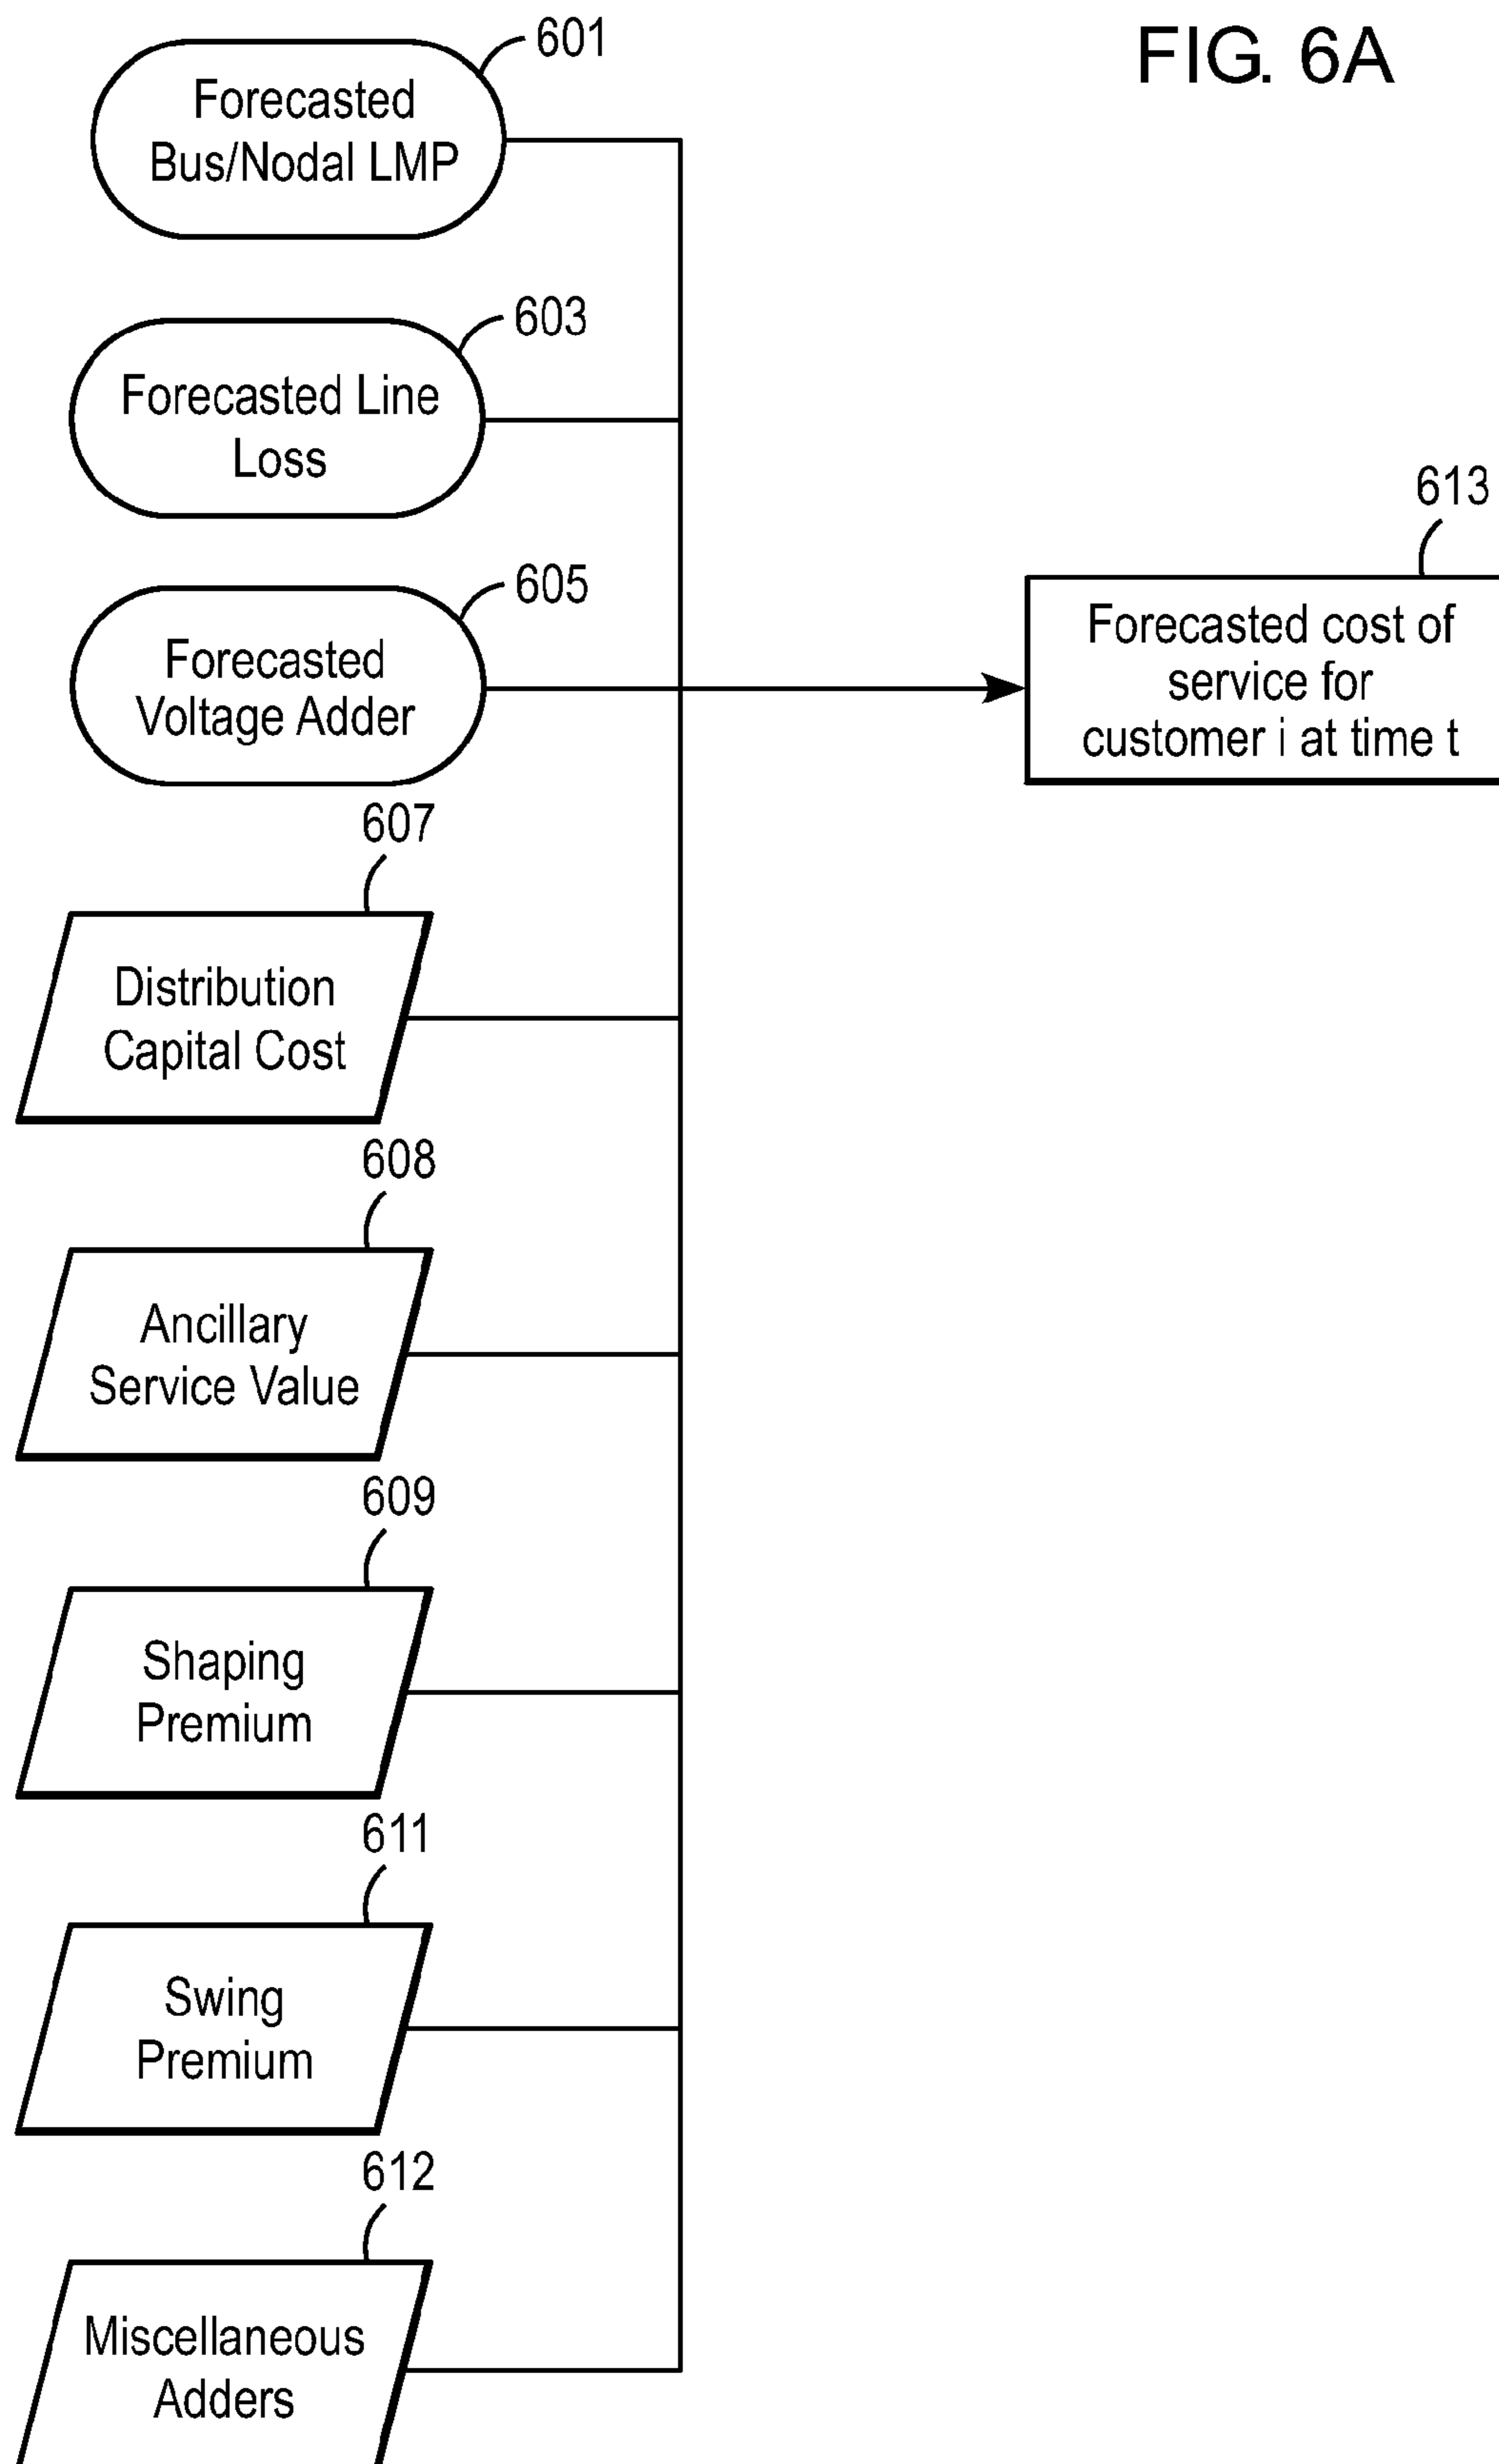 FIG. 6A
601
Forecasted
Bus/Nodal LMP
603
Forecasted Line
Loss
605
Forecasted
Voltage Adder
613
Forecasted cost of
service for
customer i at time t
607
Distribution
Capital Cost
608
Ancillary
Service Value
609
Shaping
Premium
611
Swing
Premium
612
Miscellaneous
Adders